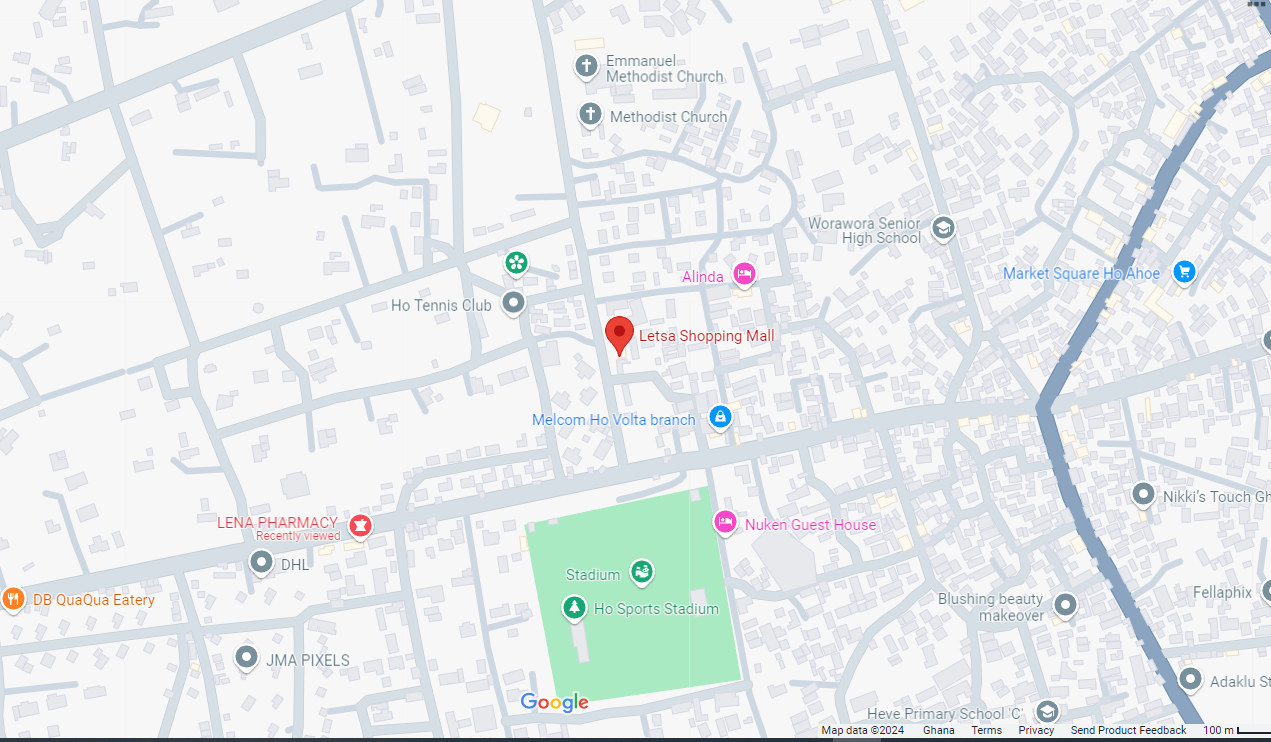 Emmanuel
Methodist Church
Methodist Church
Worawora Senior
High School
Alinda
Market Square Ho Ahoe
Ho Tennis Club
Letsa Shopping Mall
Melcom Ho Volta branch
LENA PHARMACY
Recently viewed
Nikki's Touch Gh
Nuken Guest House
DHL
Stadium
DB QuaQua Eatery
Ho Sports Stadium
Blushing beauty
makeover
Fellaphix
JMA PIXELS
Adaklu St
Google
Heve Primary School 'C'
Map data ©2024 Ghana Terms Privacy Send Product Feedback 100 m